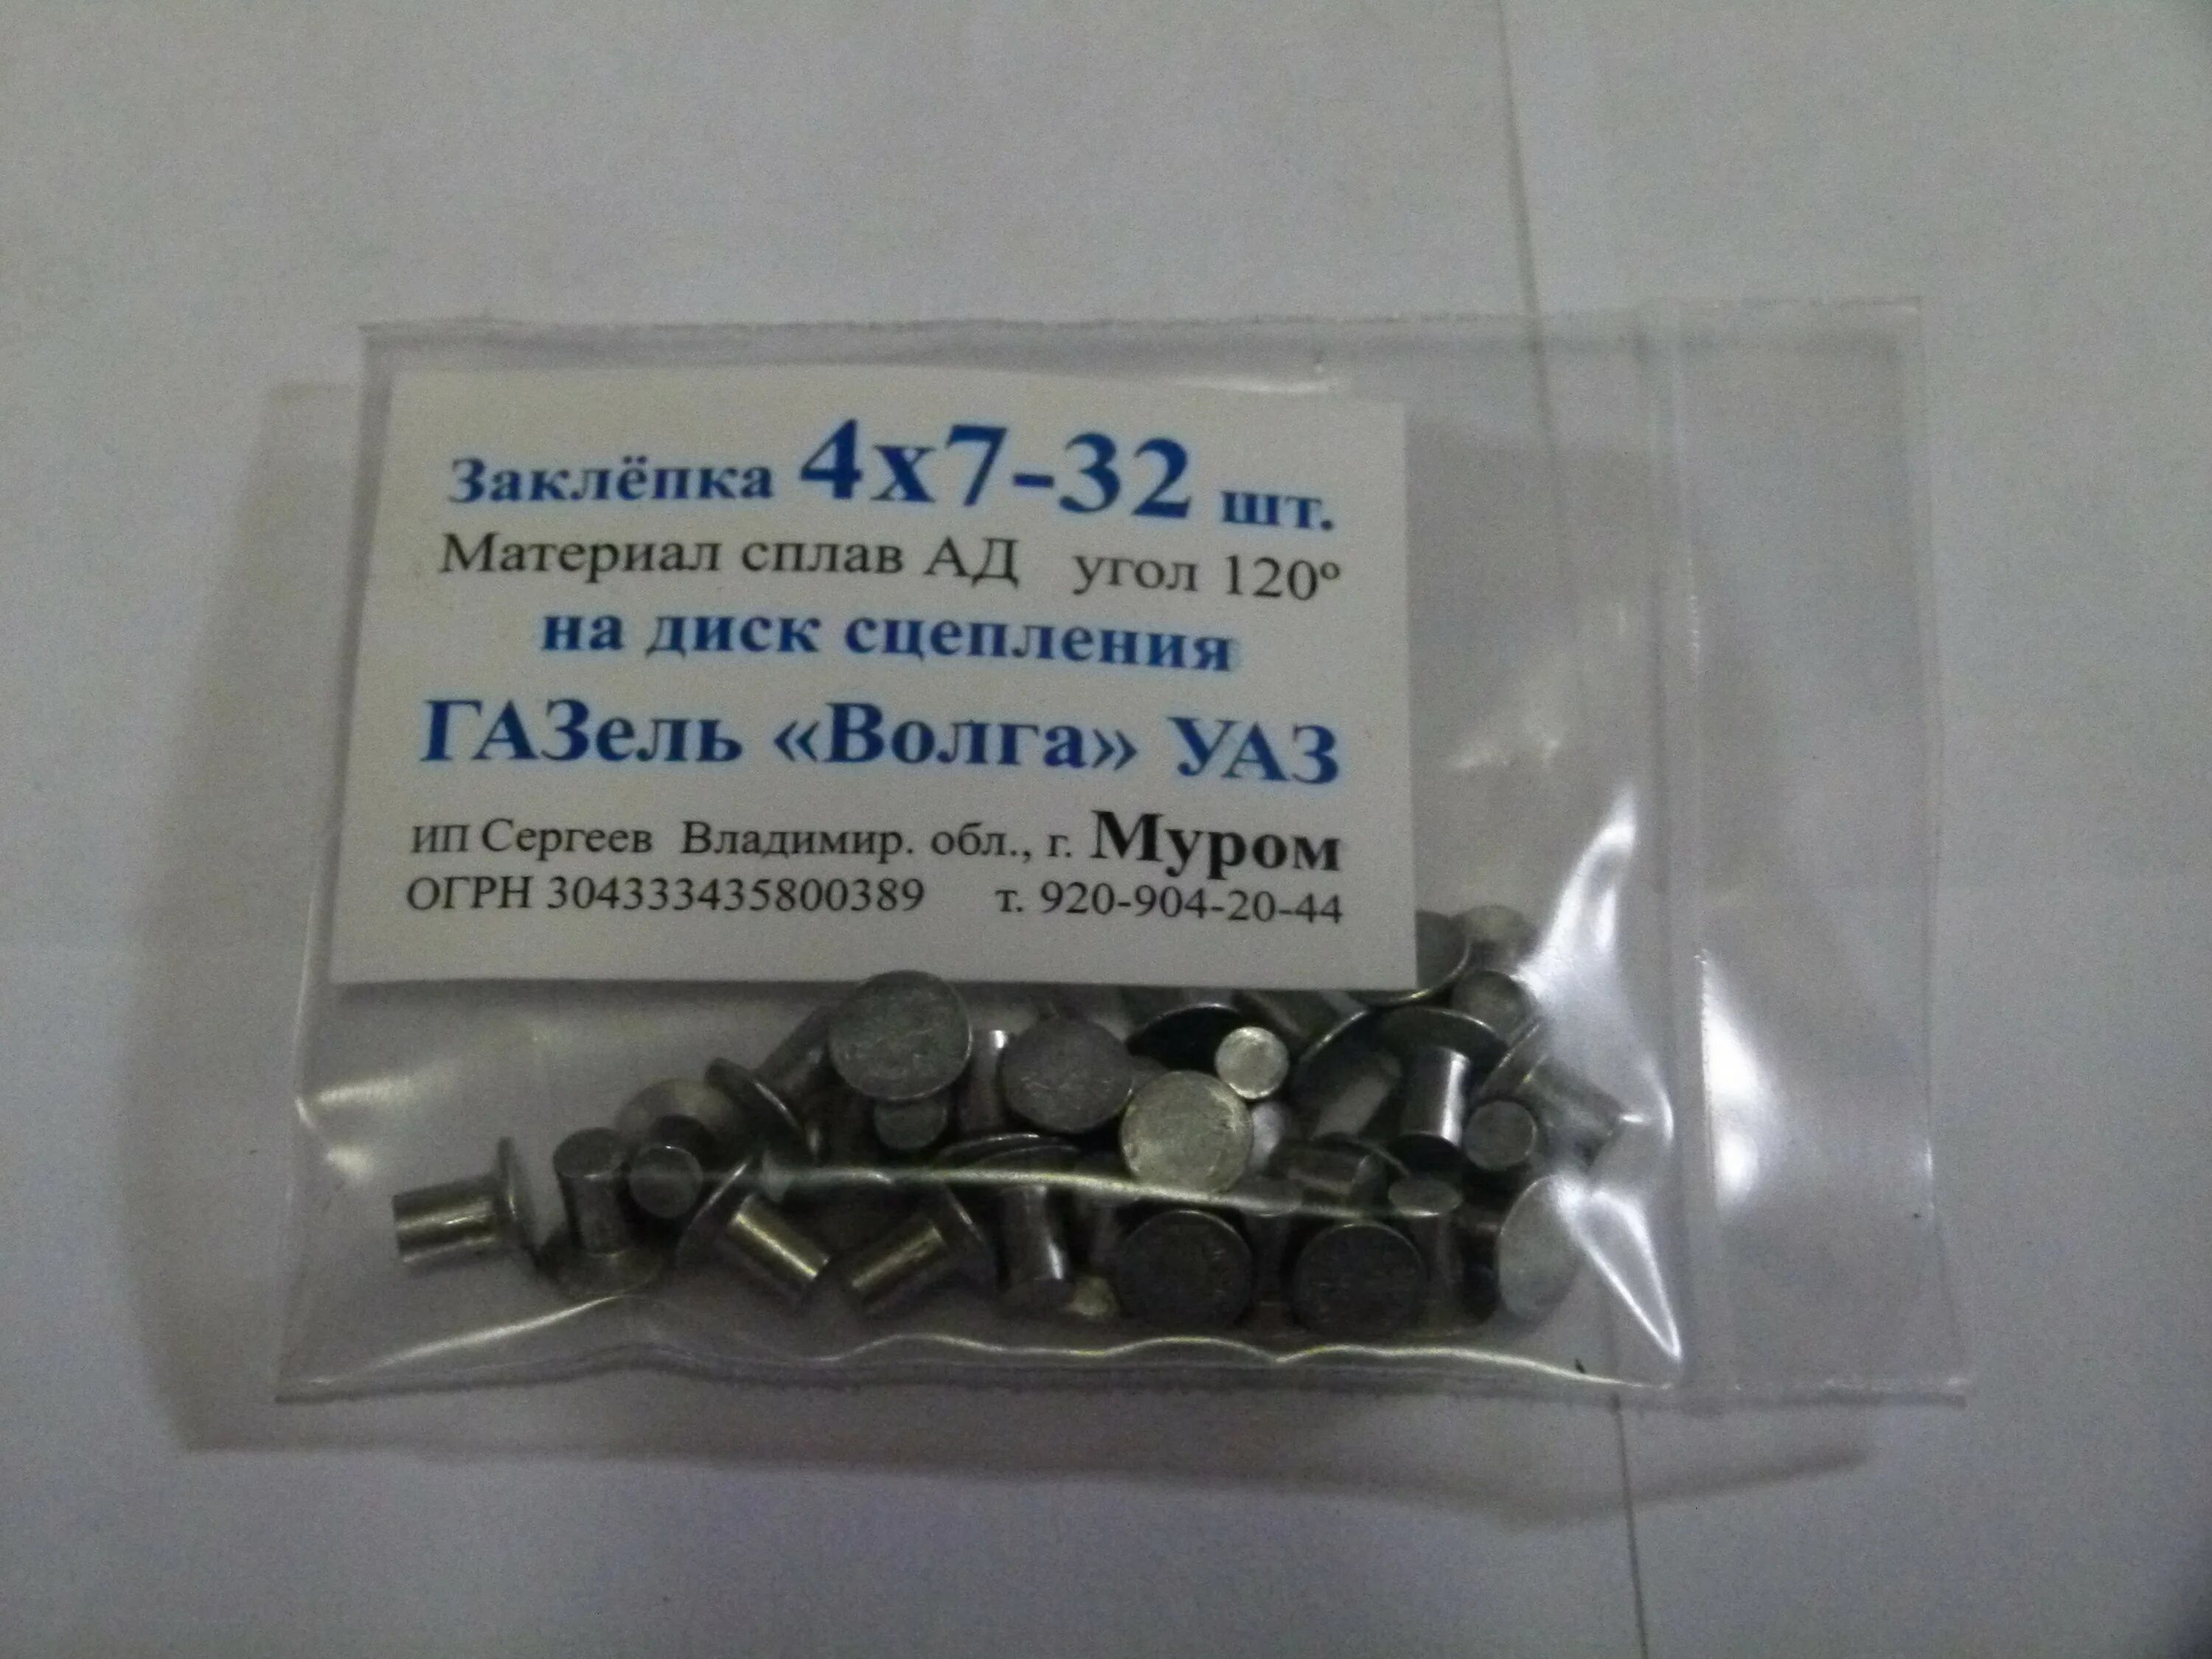 Заклёпка 4х7-32 шт.
Материал сплав АД угол 120°
на диск сцепления
ГАЗель «Волга» УАЗ
ИП Сергеев Владимир. обл., г. Муром
ОГРН 304333435800389 т. 920-904-20-44